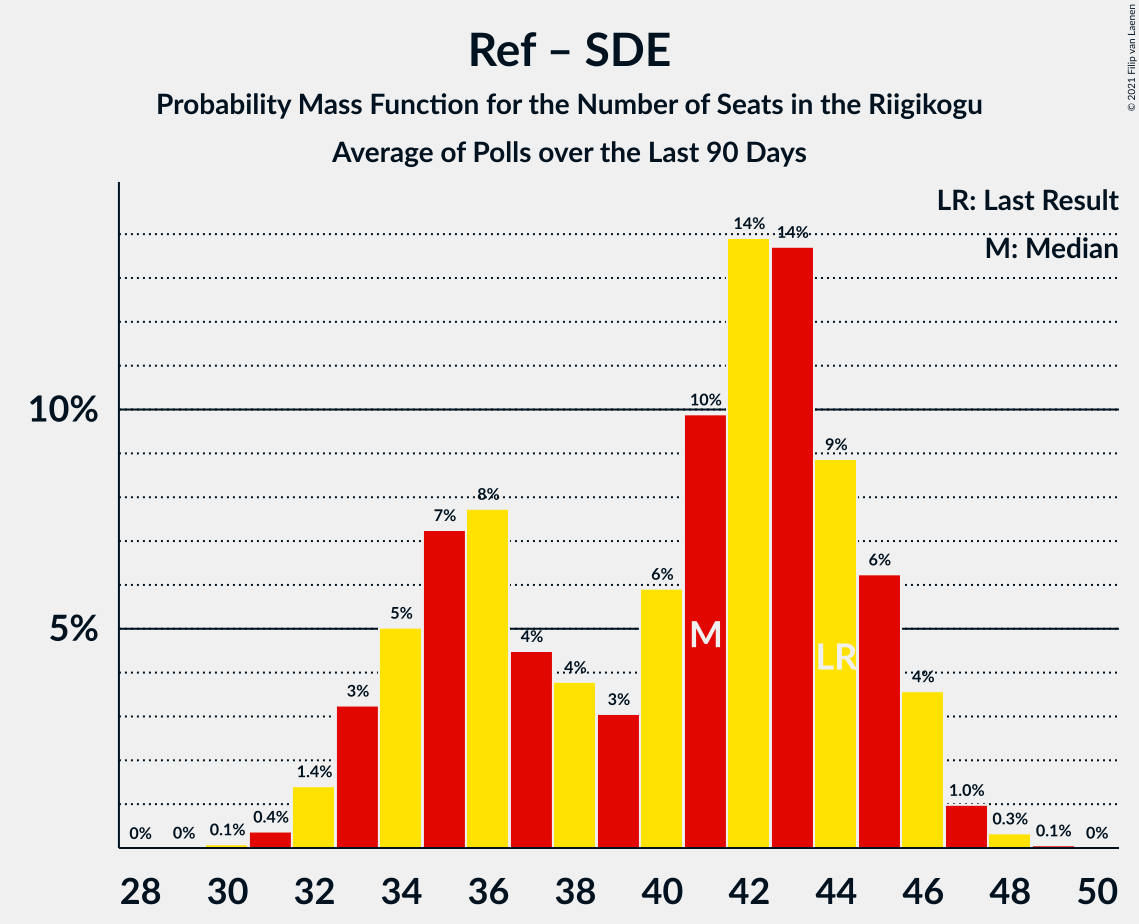 Ref – SDE
Probability Mass Function for the Number of Seats in the Riigikogu
Average of Polls over the Last 90 Days
© 2021 Filip van Laenen
LR: Last Result
M: Median
10%
5%
0%
0%
0.1%
0.4%
1.4%
3%
5%
7%
8%
4%
4%
3%
6%
10%
14%
14%
9%
6%
4%
1.0%
0.3%
0.1%
0%
M
LR
28 30 32 34 36 38 40 42 44 46 48 50